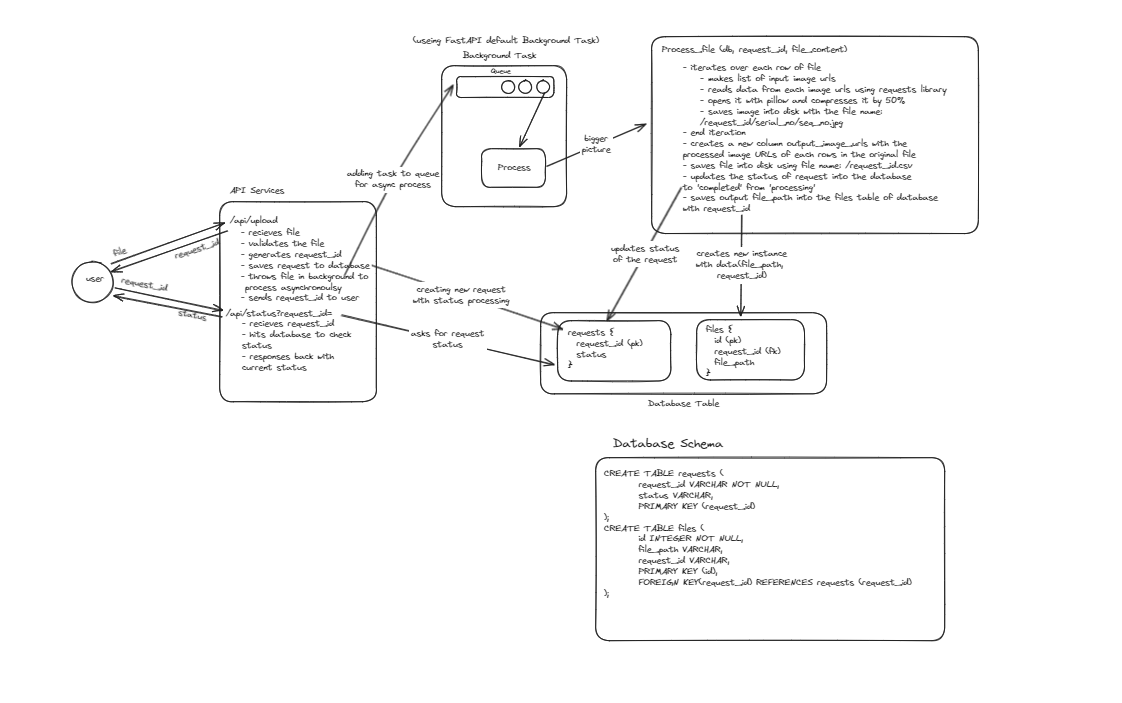 (useing FastAPI default Background Task)
Background Task
Queue
Process
bigger
picture
Process_file (db, request_id, file_content)
- iterates over each row of file
- makes list of input image urls
- reads data from each image urls using requests library
- opens it with pillow and compresses it by 50%
- saves image into disk with the file name:
/request_id/serial_no/seq_no.jpg
- end iteration
- creates a new column output_image_urls with the
processed image URLs of each rows in the original file
- saves file into disk using file name: /request_id.csv
- updates the status of request into the database
to 'completed' from 'processing'
- saves output file_path into the files table of database
with request_id
adding task to queue
for async process
API Services
/api/upload
- recieves file
- validates the file
- generates request_id
- saves request to database
- throws file in background to
process asynchronoulsy
- sends request_id to user
/api/status?request_id=
- recieves request_id
- hits database to check
status
- responses back with
current status
user
file
request_id
request_id
status
creating new request
with status processing
asks for request
status
updates status
of the request
creates new instance
with data(file_path,
request_id)
requests {
request_id (pk)
status
}
files {
id (pk)
request_id (fk)
file_path
}
Database Table
Database Schema
CREATE TABLE requests (
request_id VARCHAR NOT NULL,
status VARCHAR,
PRIMARY KEY (request_id)
);
CREATE TABLE files (
id INTEGER NOT NULL,
file_path VARCHAR,
request_id VARCHAR,
PRIMARY KEY (id),
FOREIGN KEY(request_id) REFERENCES requests (request_id)
);